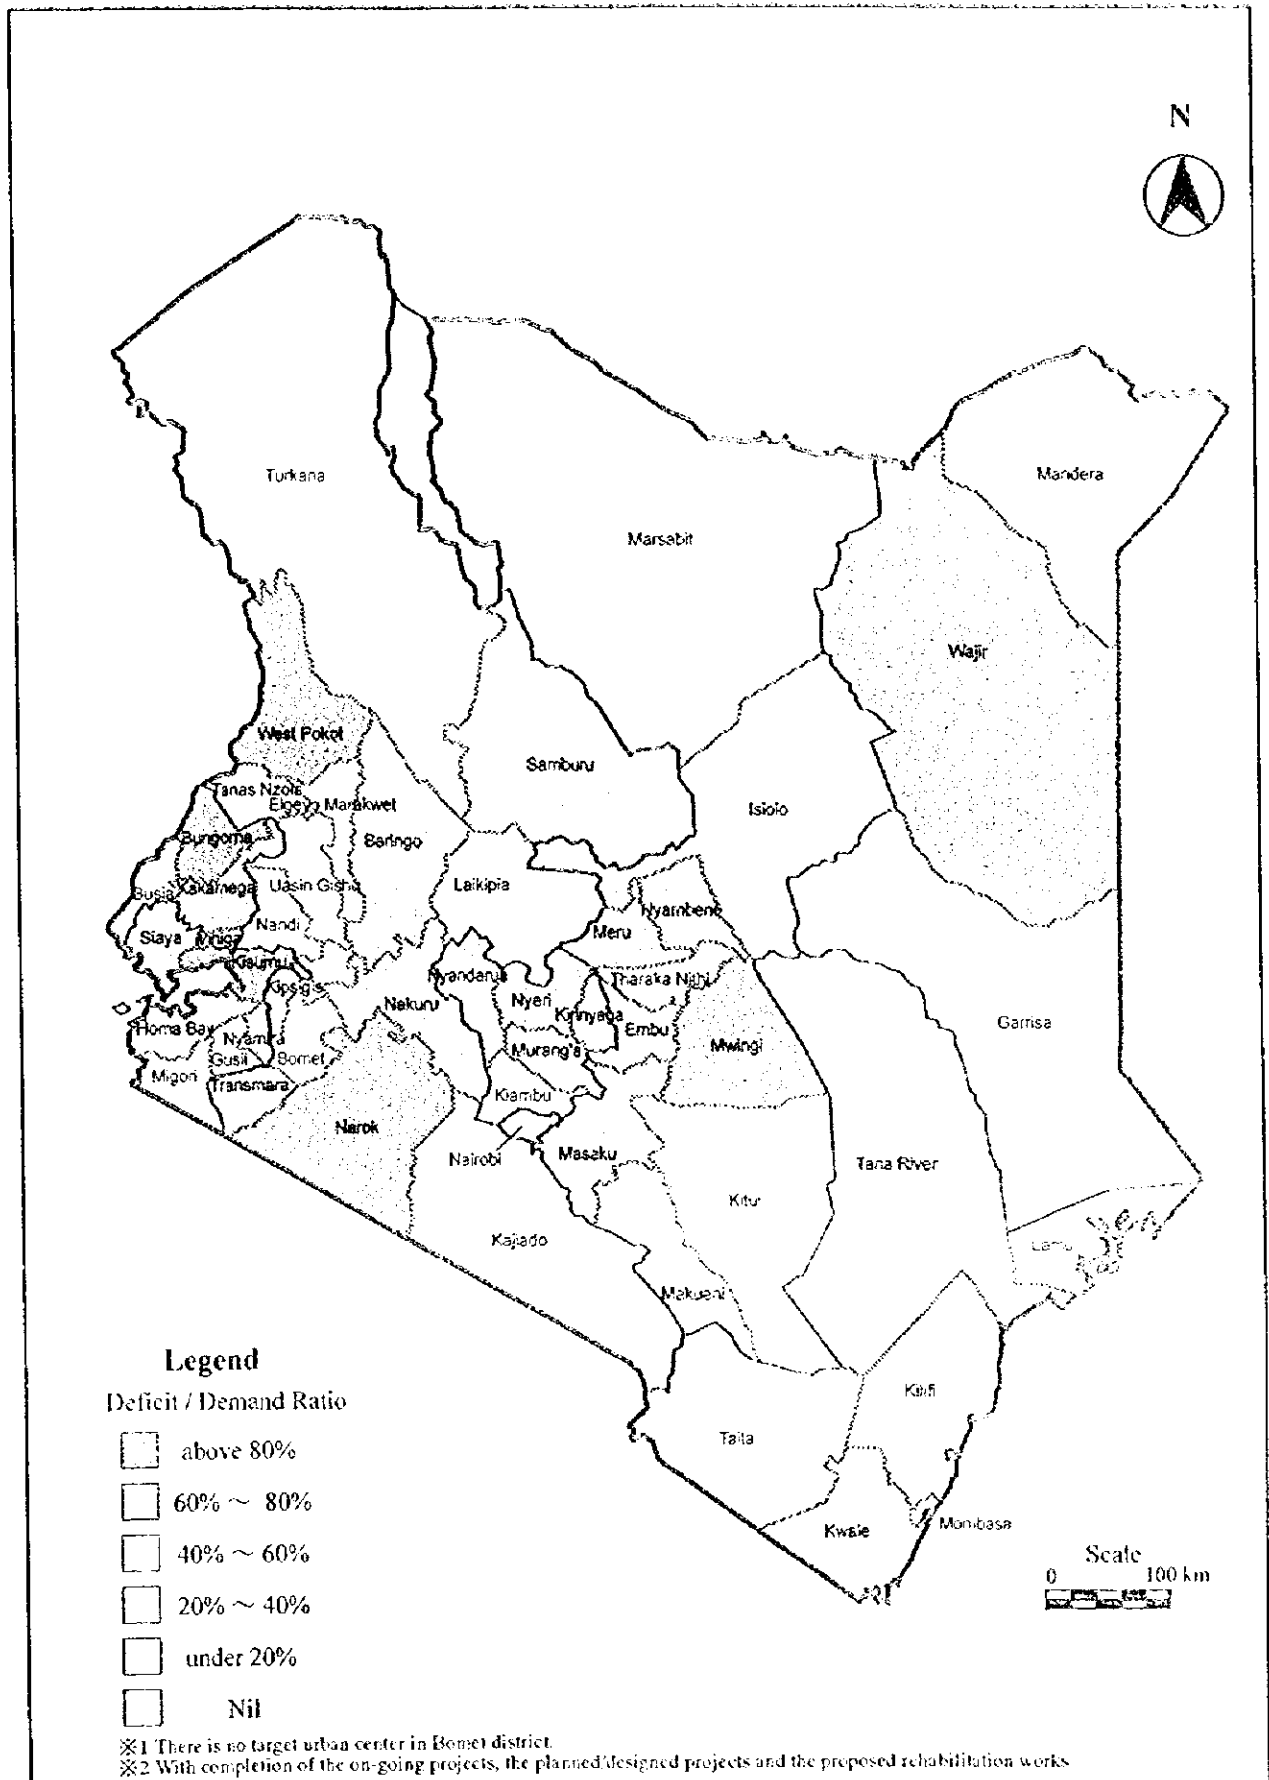 N
Turkana
Mandera
Marsabit
Wajir
West Pokot
Samburu
Tanas Nzoia
Elgeyo Marakwet
Isiolo
Bungoma
Baringo
Laikipia
Uasin Gishu
Kakamega
Busia
Nyambene
Nandi
Meru
Siaya
Vihiga
Kisumu
Nyandarua
Tharaka Nithi
Kipsigis
Nyeri
Nakuru
Kirinyaga
Garissa
Homa Bay
Embu
Nyamira
Mwingi
Murang'a
Gusii
Bomet
Migori
Transmara
Kiambu
Narok
Nairobi
Masaku
Tana River
Kitui
Kajiado
Lamu
Makueni
Kilifi
Taita
Kwale
Mombasa
Legend
Deficit / Demand Ratio
above 80%
60% ～ 80%
40% ～ 60%
20% ～ 40%
under 20%
Nil
Scale
0 100 km
※1 There is no target urban center in Bomet district.
※2 With completion of the on-going projects, the planned/designed projects and the proposed rehabilitation works